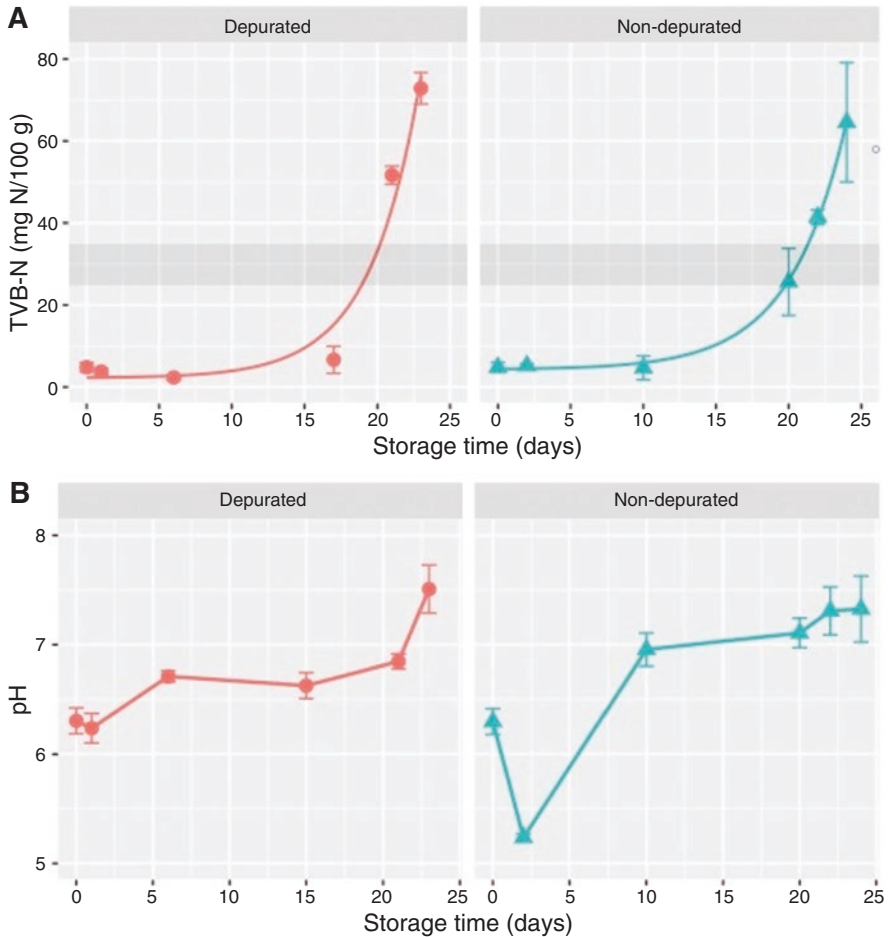 A
Depurated
Non-depurated
TVB-N (mg N/100 g)
80
60
40
20
0
0 5 10 15 20 25
0 5 10 15 20 25
Storage time (days)
B
Depurated
Non-depurated
pH
8
7
6
5
0 5 10 15 20 25
0 5 10 15 20 25
Storage time (days)